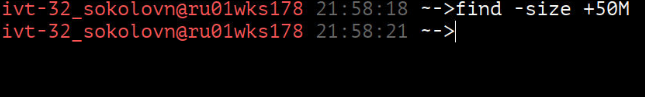 ivt-32_sokolovn@ru01wks178 21:58:18 ~-->find -size +50M
ivt-32_sokolovn@ru01wks178 21:58:21 ~-->